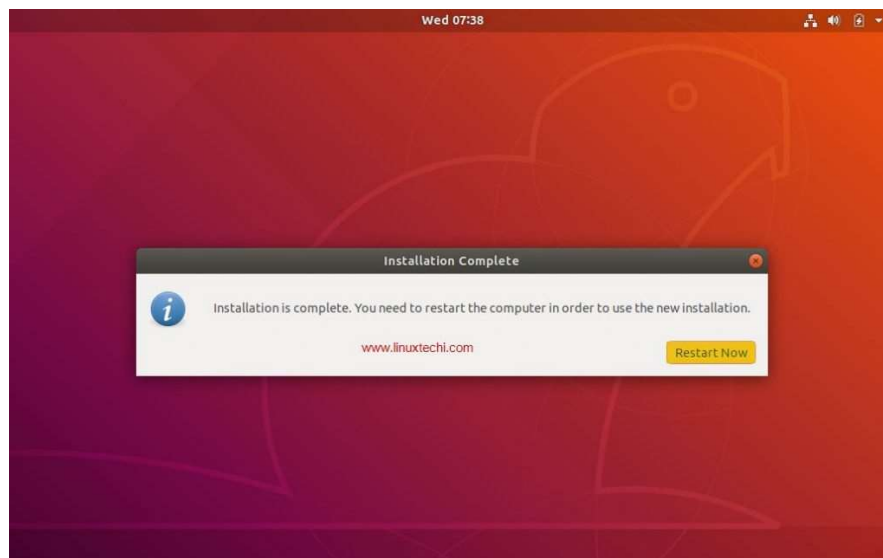 Wed 07:38
Installation Complete
Installation is complete. You need to restart the computer in order to use the new installation.
www.linuxtechi.com
Restart Now